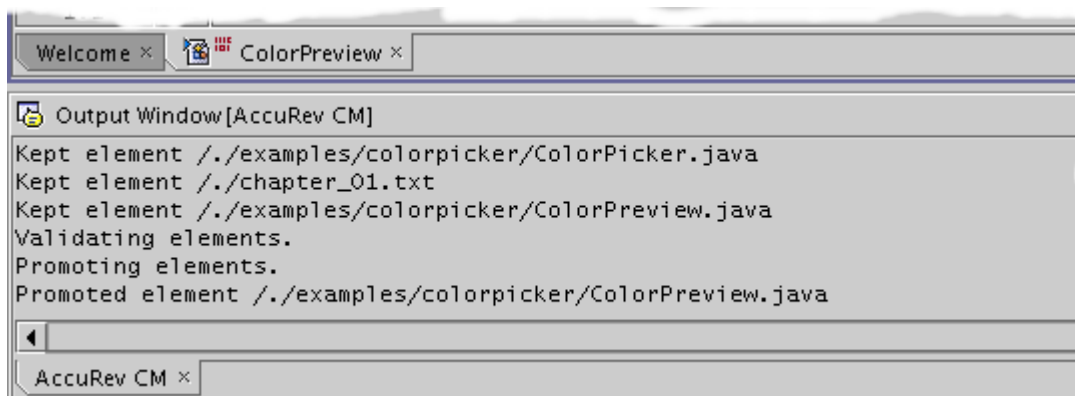 Welcome × ColorPreview ×
Output Window [AccuRev CM]
Kept element /./examples/colorpicker/ColorPicker.java
Kept element /./chapter_01.txt
Kept element /./examples/colorpicker/ColorPreview.java
Validating elements.
Promoting elements.
Promoted element /./examples/colorpicker/ColorPreview.java
AccuRev CM ×